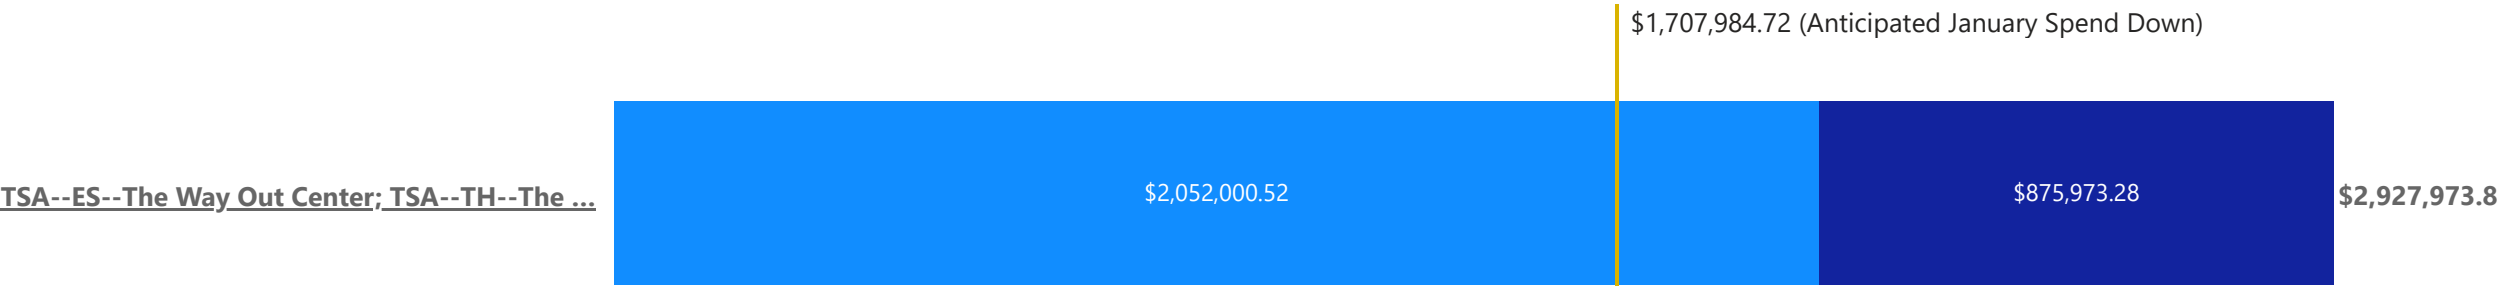 $1,707,984.72 (Anticipated January Spend Down)
TSA--ES--The Way Out Center; TSA--TH--The ...
$2,052,000.52
$875,973.28
$2,927,973.8